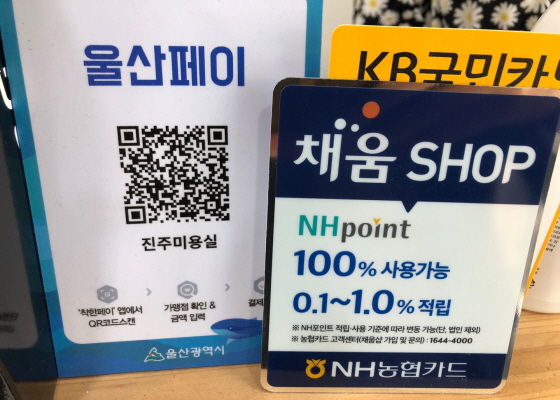 울산페이
진주미용실
'착한페이' 앱에서
QR코드스캔
가맹점 확인 &
금액 입력
결제
울산광역시
KB국민카드
채움 SHOP
NHpoint
100% 사용가능
0.1~1.0% 적립
※ NH포인트 적립·사용 기준에 따라 변동 가능(단, 법인 제외)
※ 농협카드 고객센터(채움샵 가입 및 문의) : 1644-4000
NH농협카드